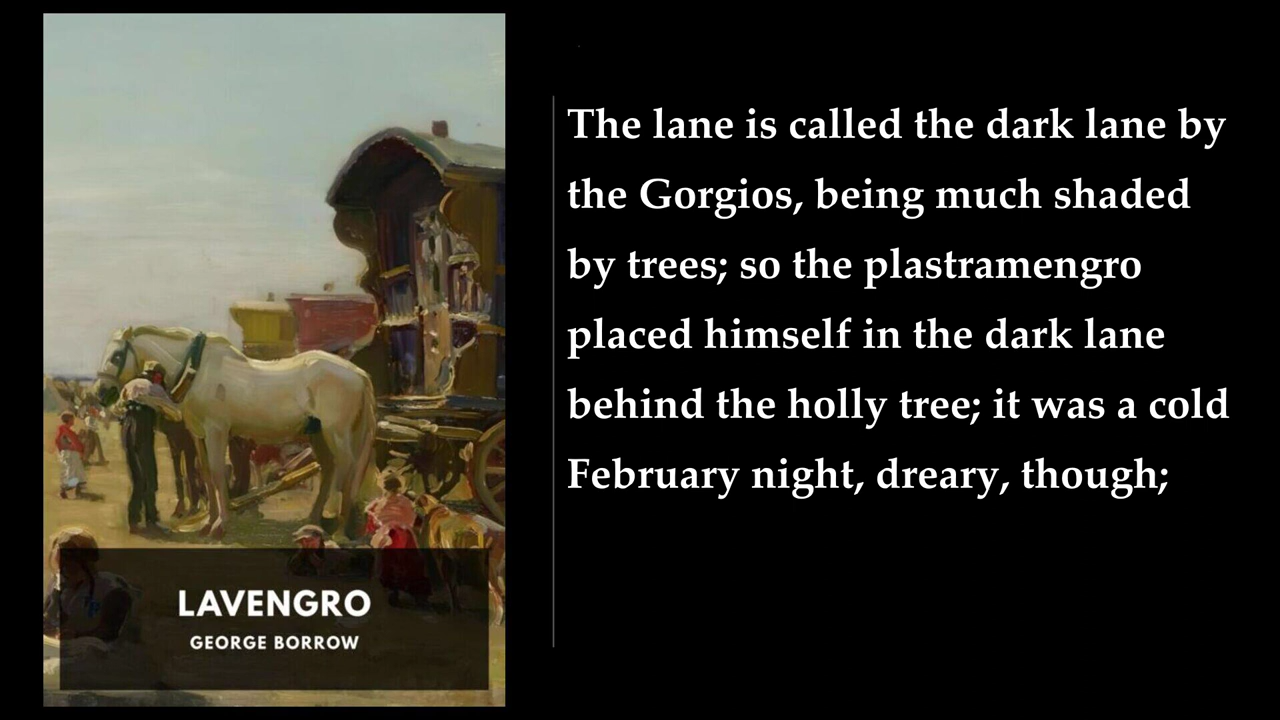 LAVENGRO
GEORGE BORROW
The lane is called the dark lane by
the Gorgios, being much shaded
by trees; so the plastramengro
placed himself in the dark lane
behind the holly tree; it was a cold
February night, dreary, though;